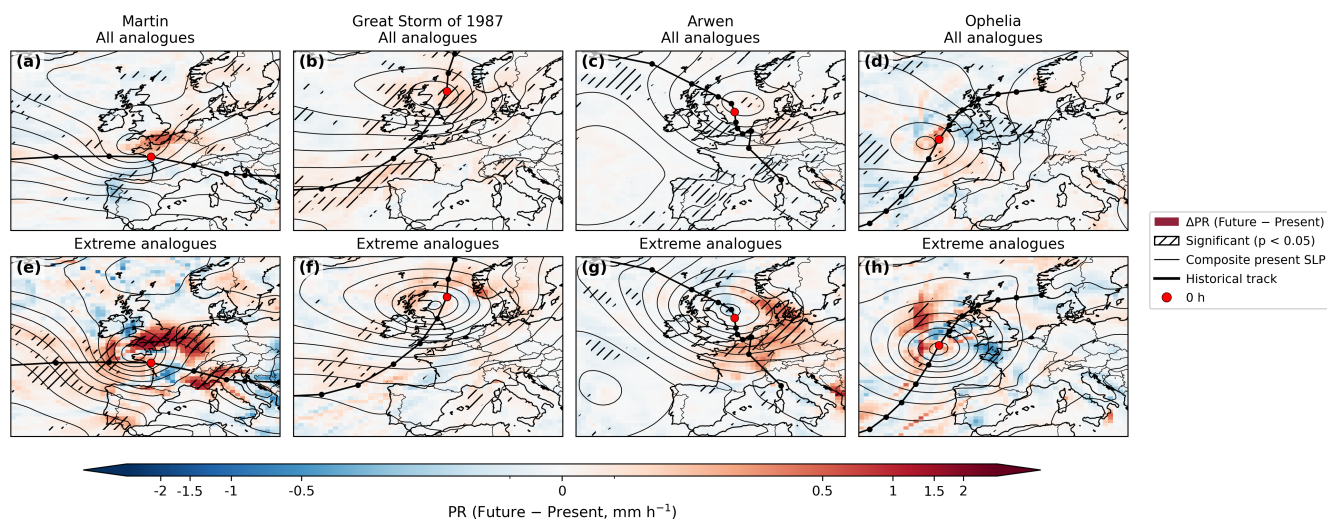 Martin
All analogues
Great Storm of 1987
All analogues
Arwen
All analogues
Ophelia
All analogues
(a)
(b)
(c)
(d)
Extreme analogues
Extreme analogues
Extreme analogues
Extreme analogues
(e)
(f)
(g)
(h)
ΔPR (Future − Present)
Significant (p < 0.05)
Composite present SLP
Historical track
0 h
-2 -1.5 -1 -0.5 0 0.5 1 1.5 2
PR (Future − Present, mm h⁻¹)